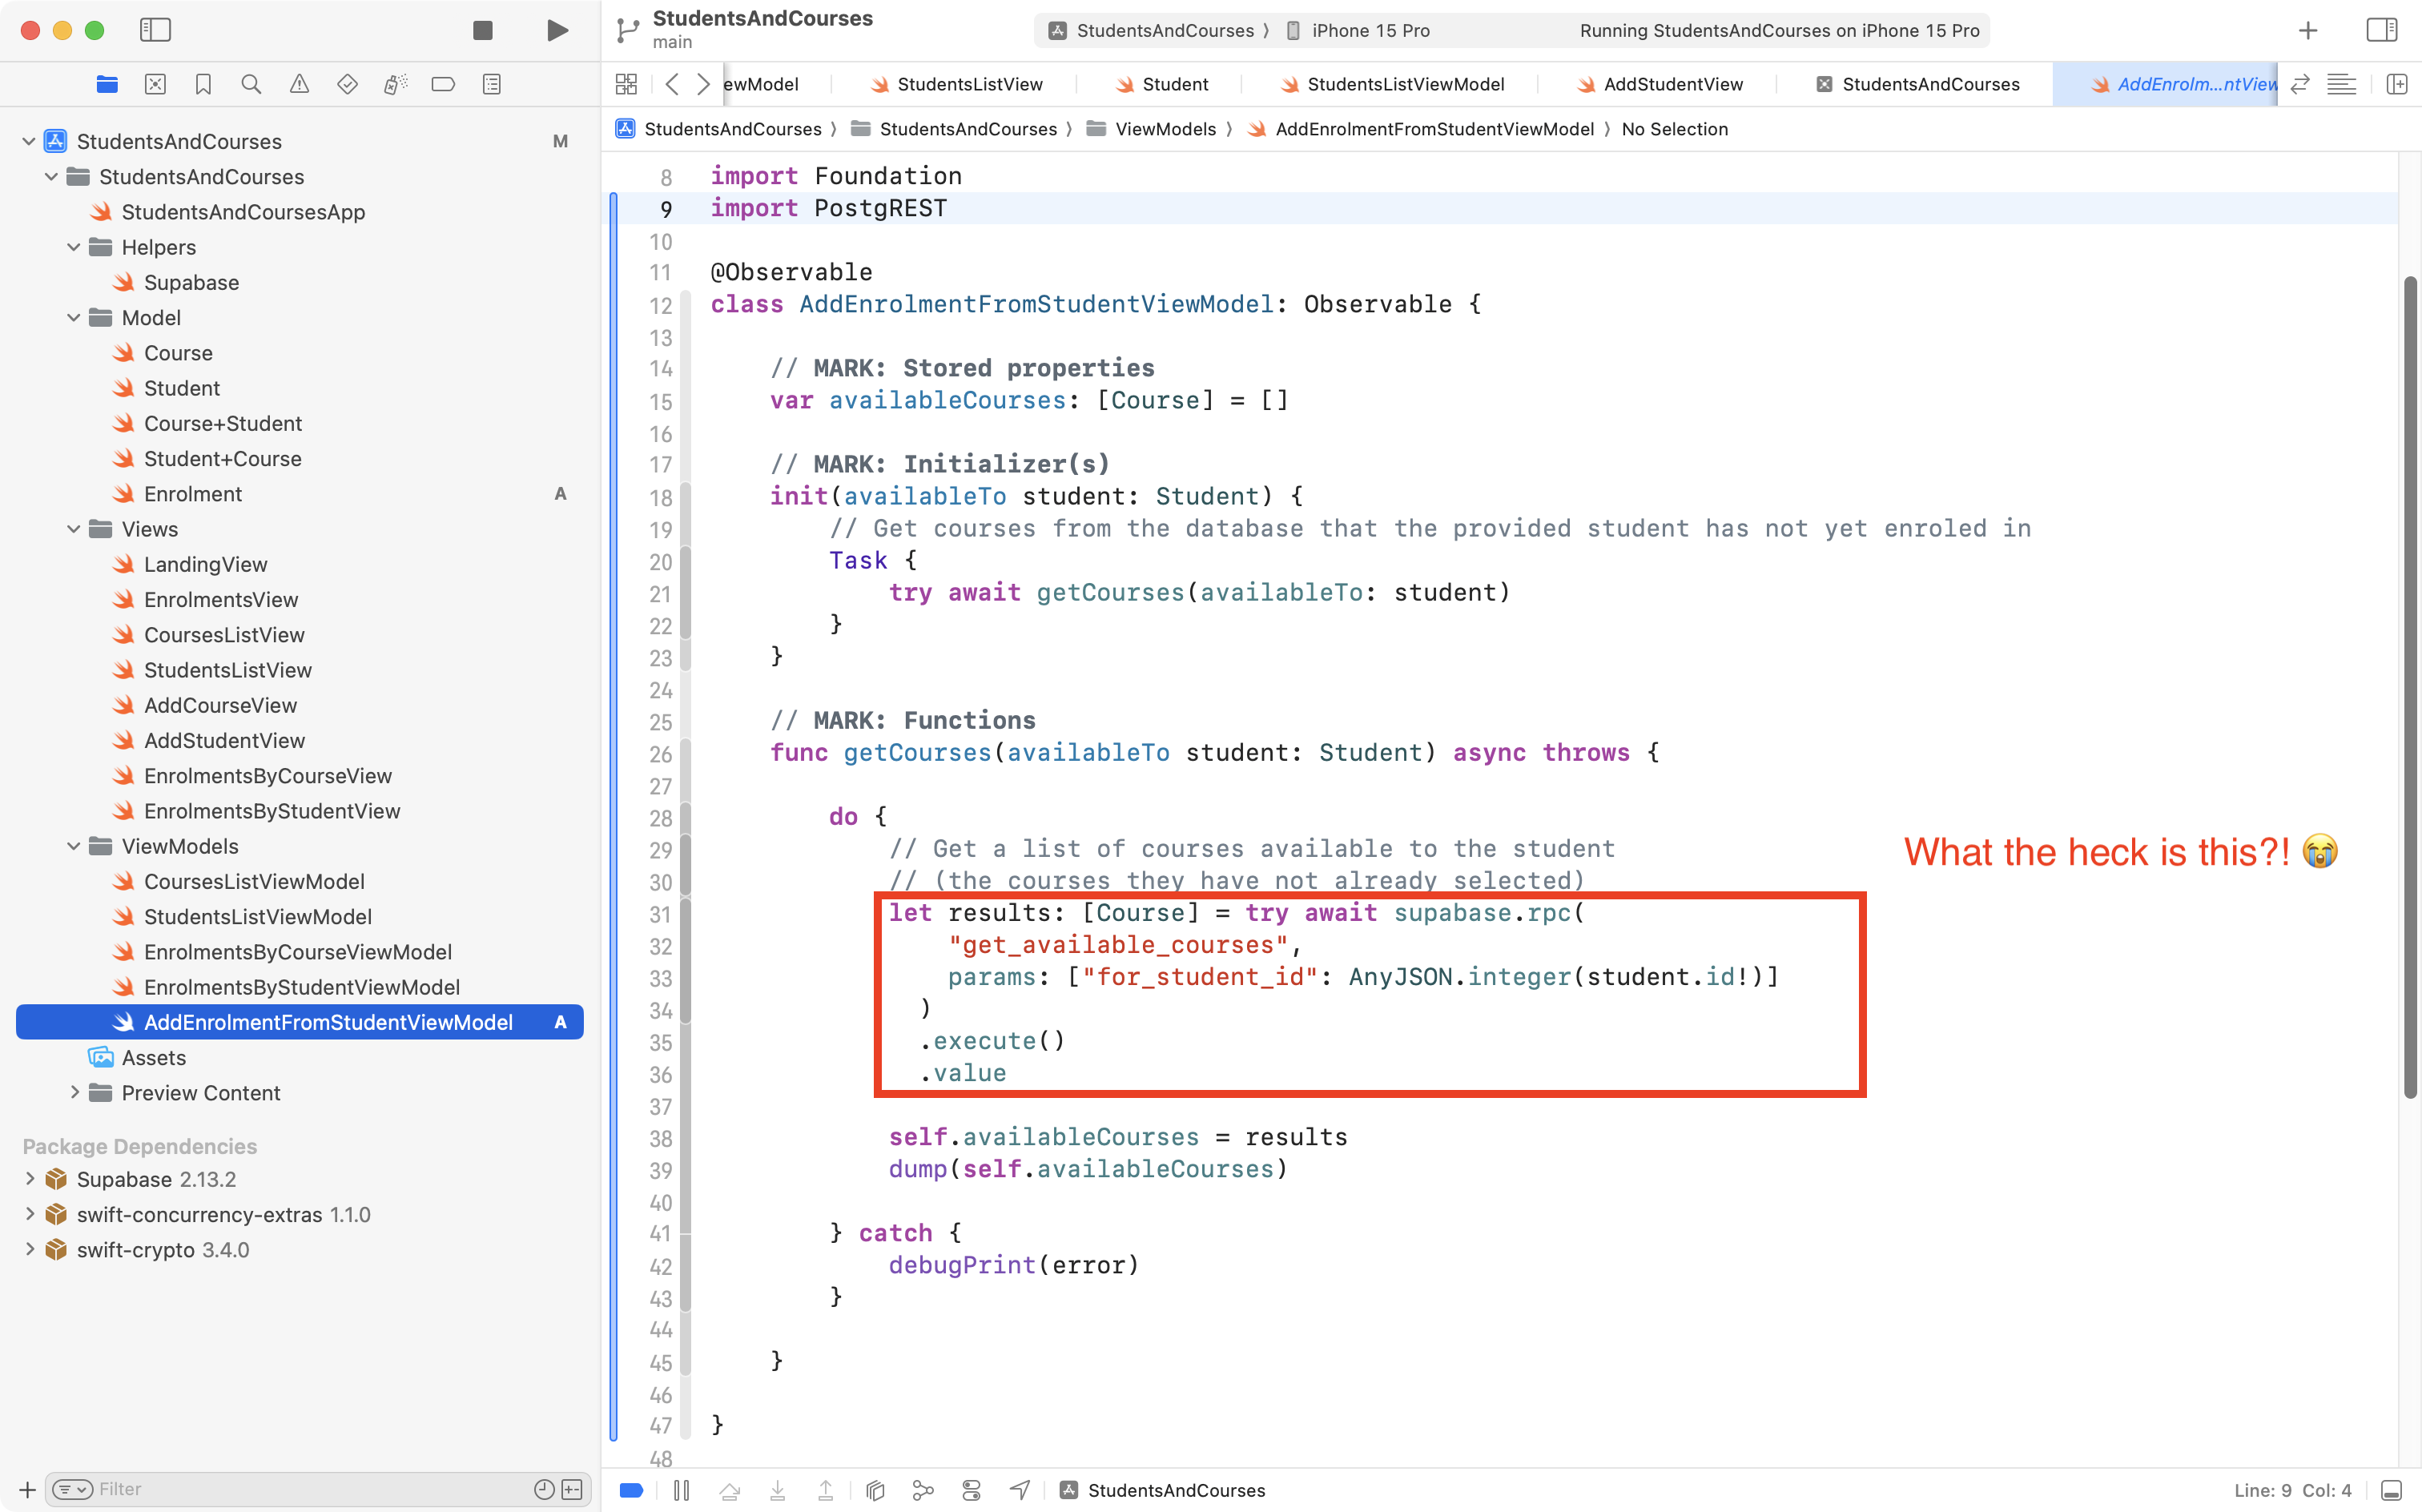 StudentsAndCourses
main
StudentsAndCourses 〉 iPhone 15 Pro
Running StudentsAndCourses on iPhone 15 Pro
ewModel
StudentsListView
Student
StudentsListViewModel
AddStudentView
StudentsAndCourses
AddEnrolm...ntView
StudentsAndCourses 〉 StudentsAndCourses 〉 ViewModels 〉 AddEnrolmentFromStudentViewModel 〉 No Selection
StudentsAndCourses M
StudentsAndCourses
StudentsAndCoursesApp
Helpers
Supabase
Model
Course
Student
Course+Student
Student+Course
Enrolment A
Views
LandingView
EnrolmentsView
CoursesListView
StudentsListView
AddCourseView
AddStudentView
EnrolmentsByCourseView
EnrolmentsByStudentView
ViewModels
CoursesListViewModel
StudentsListViewModel
EnrolmentsByCourseViewModel
EnrolmentsByStudentViewModel
AddEnrolmentFromStudentViewModel A
Assets
Preview Content
Package Dependencies
Supabase 2.13.2
swift-concurrency-extras 1.1.0
swift-crypto 3.4.0
Filter
8 import Foundation
9 import PostgREST
10
11 @Observable
12 class AddEnrolmentFromStudentViewModel: Observable {
13
14 // MARK: Stored properties
15 var availableCourses: [Course] = []
16
17 // MARK: Initializer(s)
18 init(availableTo student: Student) {
19 // Get courses from the database that the provided student has not yet enroled in
20 Task {
21 try await getCourses(availableTo: student)
22 }
23 }
24
25 // MARK: Functions
26 func getCourses(availableTo student: Student) async throws {
27
28 do {
29 // Get a list of courses available to the student
30 // (the courses they have not already selected)
31 let results: [Course] = try await supabase.rpc(
32 "get_available_courses",
33 params: ["for_student_id": AnyJSON.integer(student.id!)]
34 )
35 .execute()
36 .value
37
38 self.availableCourses = results
39 dump(self.availableCourses)
40
41 } catch {
42 debugPrint(error)
43 }
44
45 }
46
47 }
48
What the heck is this?! 😭
StudentsAndCourses
Line: 9 Col: 4